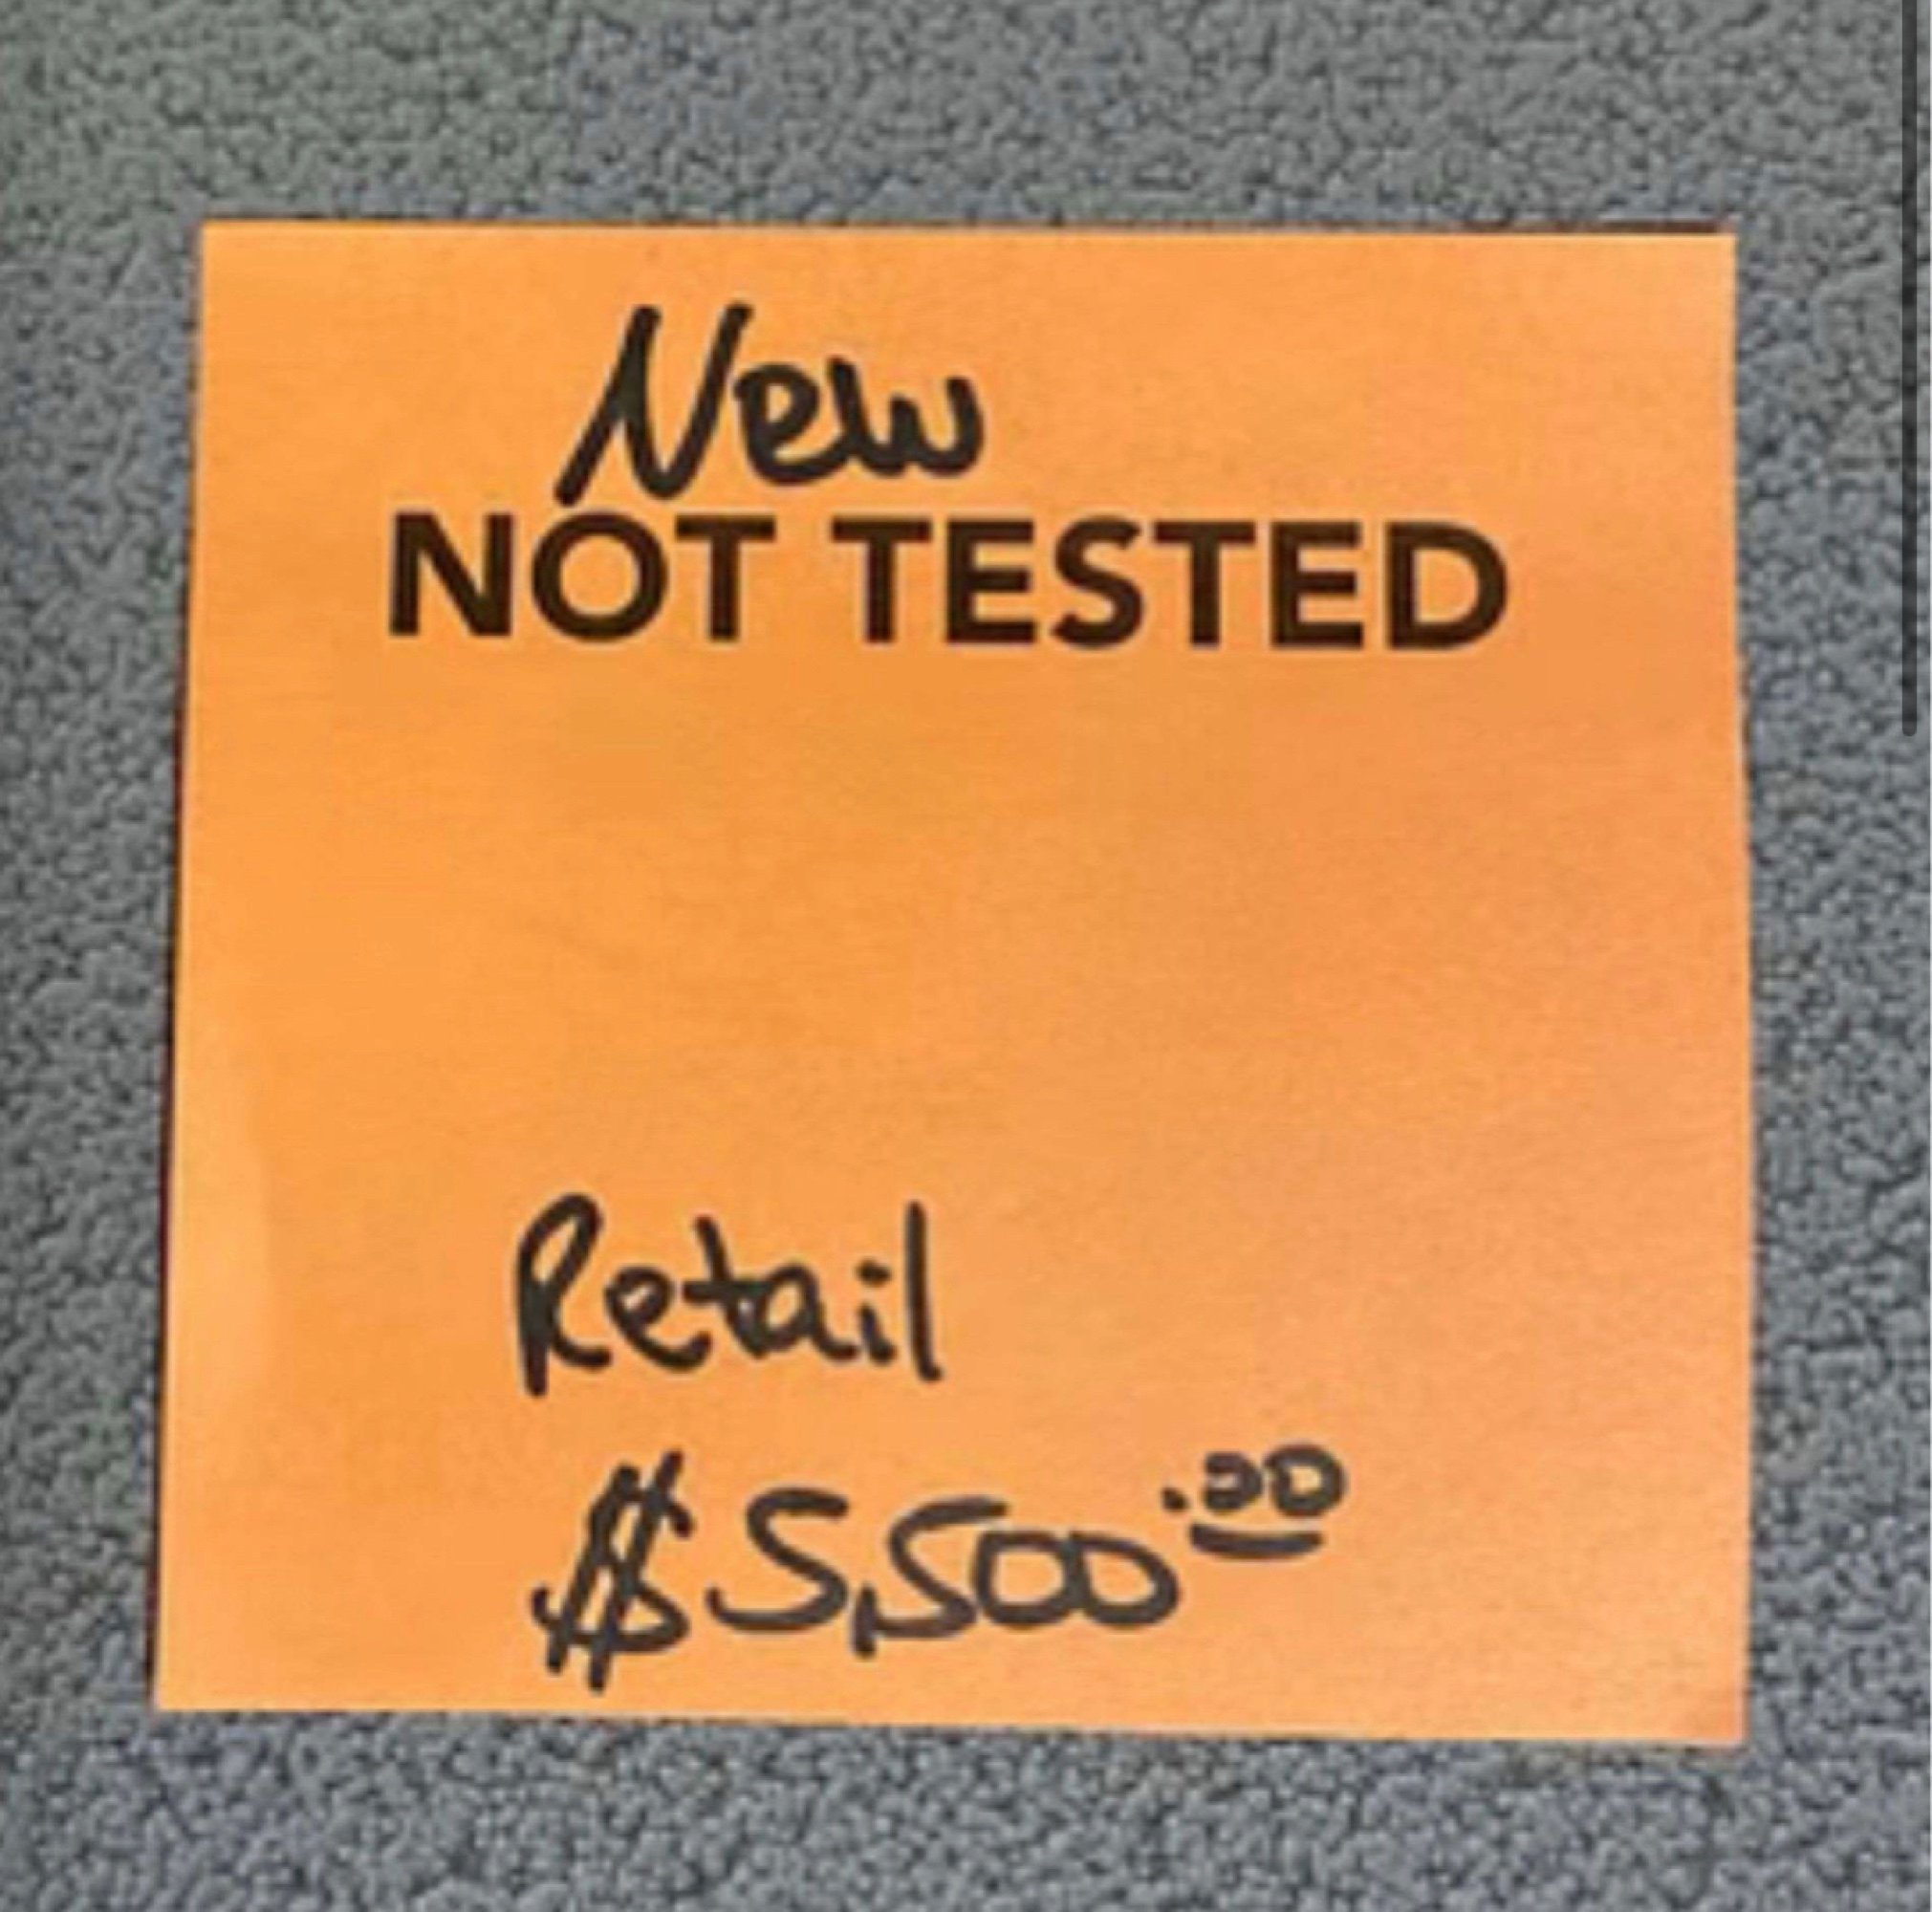 New
NOT TESTED
Retail
$5,500.00